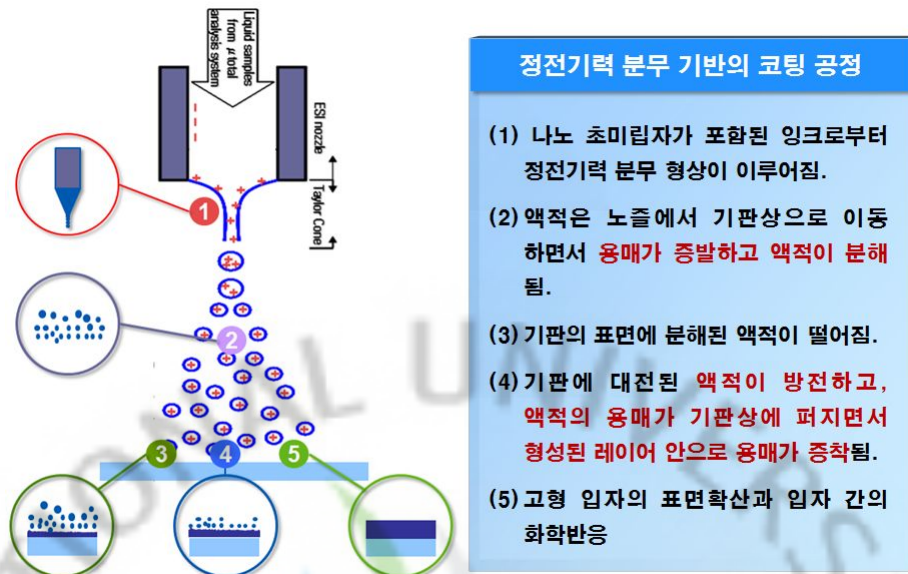 Liquid samples
from μ total
analysis system
ESI nozzle
Taylor Cone
1
2
3
4
5
정전기력 분무 기반의 코팅 공정
(1) 나노 초미립자가 포함된 잉크로부터
정전기력 분무 형상이 이루어짐.
(2) 액적은 노즐에서 기판상으로 이동
하면서 용매가 증발하고 액적이 분해
됨.
(3) 기판의 표면에 분해된 액적이 떨어짐.
(4) 기판에 대전된 액적이 방전하고,
액적의 용매가 기판상에 퍼지면서
형성된 레이어 안으로 용매가 증착됨.
(5) 고형 입자의 표면확산과 입자 간의
화학반응